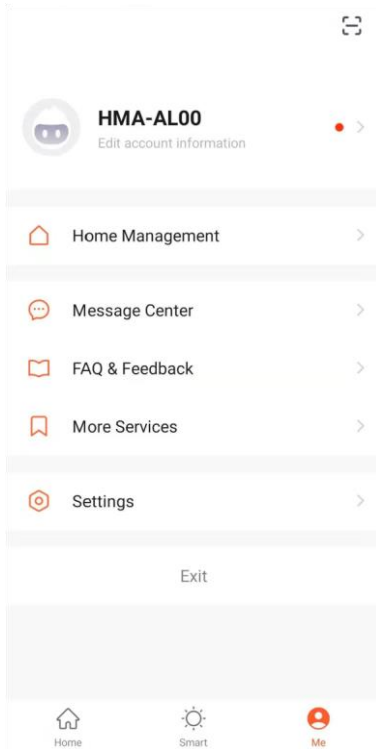 HMA-AL00
Edit account information
Home Management
Message Center
FAQ & Feedback
More Services
Settings
Exit
Home
Smart
Me